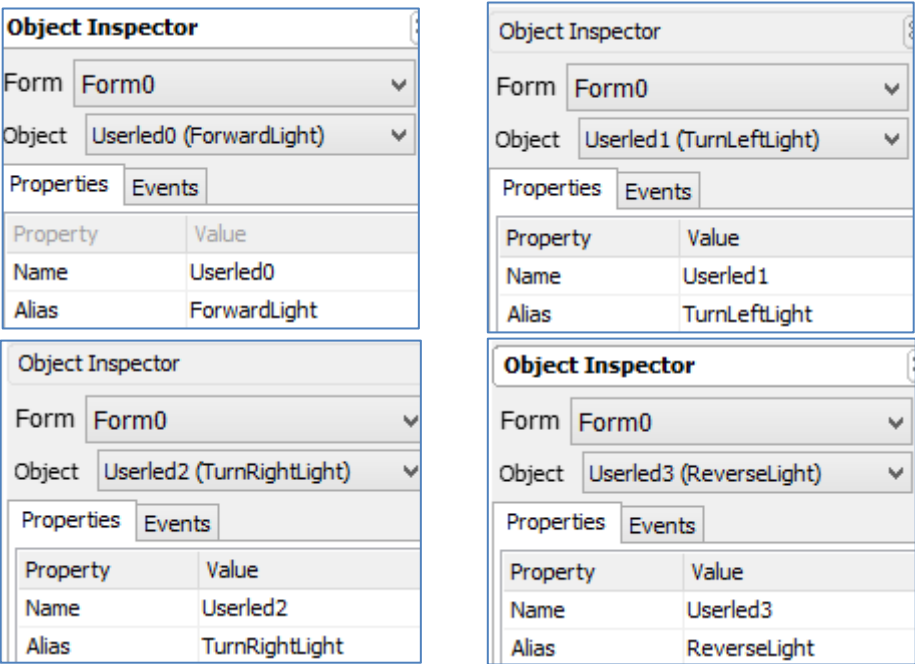 Object Inspector
Form Form0
Object Userled0 (ForwardLight)
Properties Events
Property Value
Name Userled0
Alias ForwardLight
Object Inspector
Form Form0
Object Userled1 (TurnLeftLight)
Properties Events
Property Value
Name Userled1
Alias TurnLeftLight
Object Inspector
Form Form0
Object Userled2 (TurnRightLight)
Properties Events
Property Value
Name Userled2
Alias TurnRightLight
Object Inspector
Form Form0
Object Userled3 (ReverseLight)
Properties Events
Property Value
Name Userled3
Alias ReverseLight